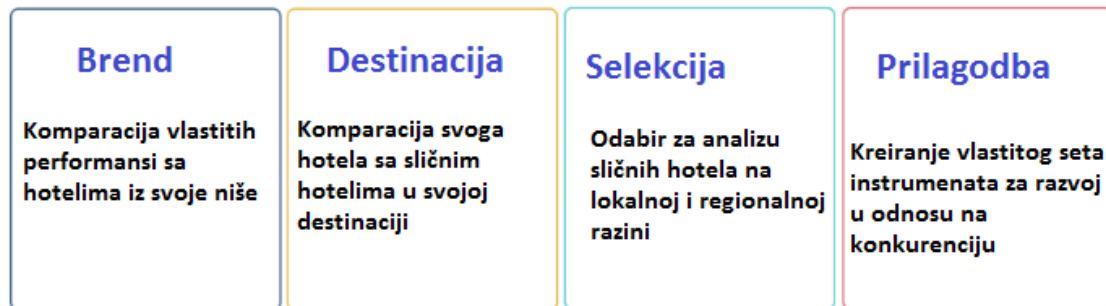 Brend
Komparacija vlastitih
performansi sa
hotelima iz svoje niše
Destinacija
Komparacija svoga
hotela sa sličnim
hotelima u svojoj
destinaciji
Selekcija
Odabir za analizu
sličnih hotela na
lokalnoj i regionalnoj
razini
Prilagodba
Kreiranje vlastitog seta
instrumenata za razvoj
u odnosu na
konkurenciju